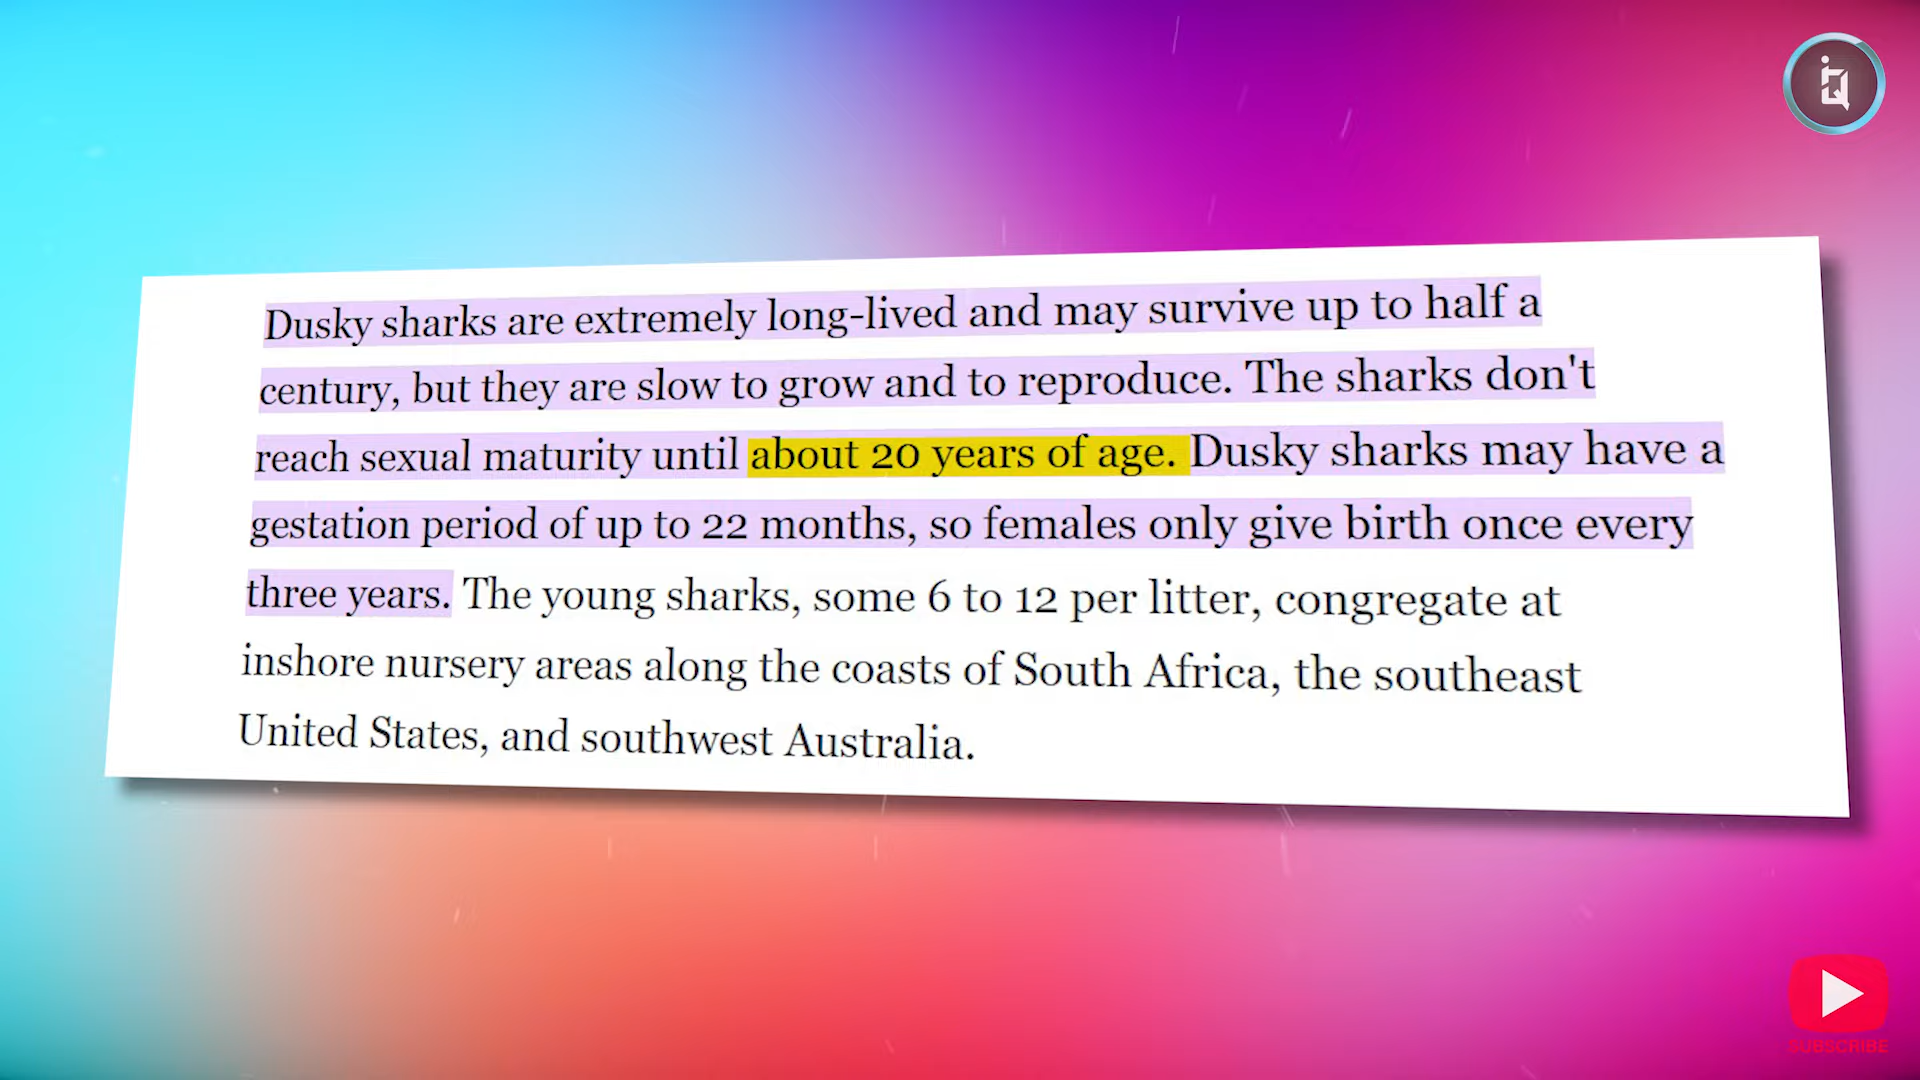 Dusky sharks are extremely long-lived and may survive up to half a
century, but they are slow to grow and to reproduce. The sharks don't
reach sexual maturity until about 20 years of age. Dusky sharks may have a
gestation period of up to 22 months, so females only give birth once every
three years. The young sharks, some 6 to 12 per litter, congregate at
inshore nursery areas along the coasts of South Africa, the southeast
United States, and southwest Australia.
iQ
SUBSCRIBE